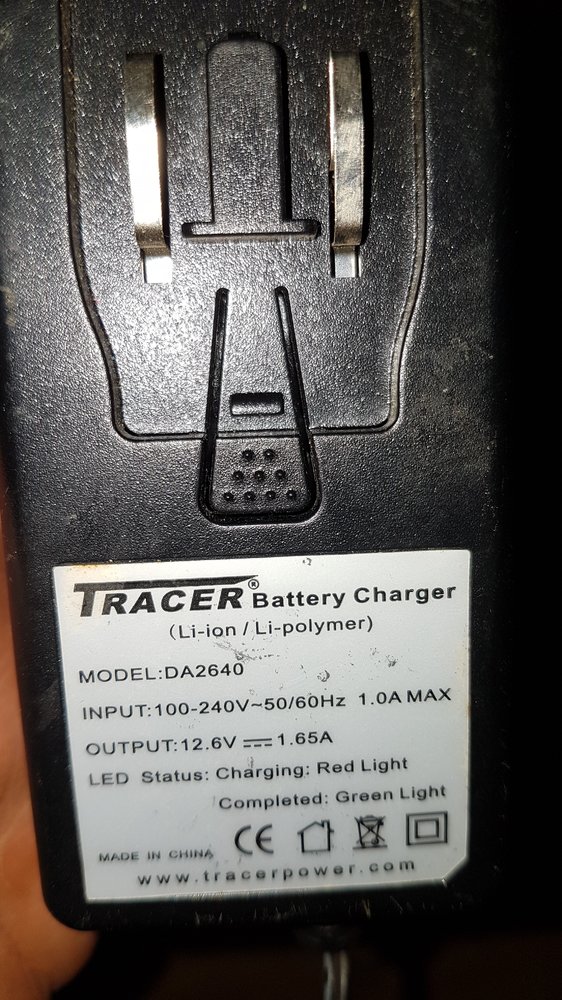 TRACER® Battery Charger
(Li-ion / Li-polymer)
MODEL:DA2640
INPUT:100-240V~50/60Hz 1.0A MAX
OUTPUT:12.6V⎓1.65A
LED Status: Charging: Red Light
Completed: Green Light
MADE IN CHINA CE
www.tracerpower.com